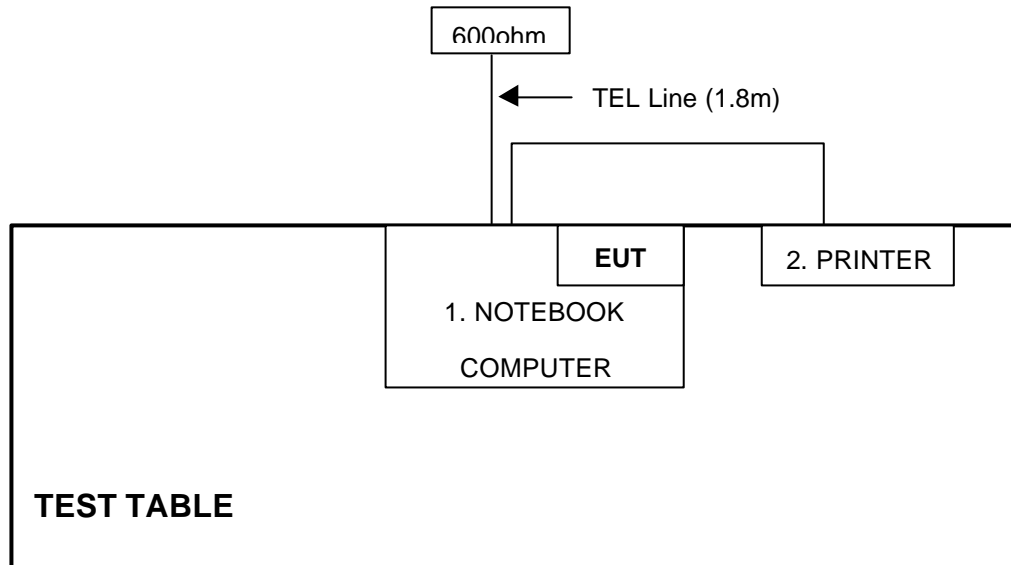 600ohm
TEL Line (1.8m)
EUT
2. PRINTER
1. NOTEBOOK
COMPUTER
TEST TABLE